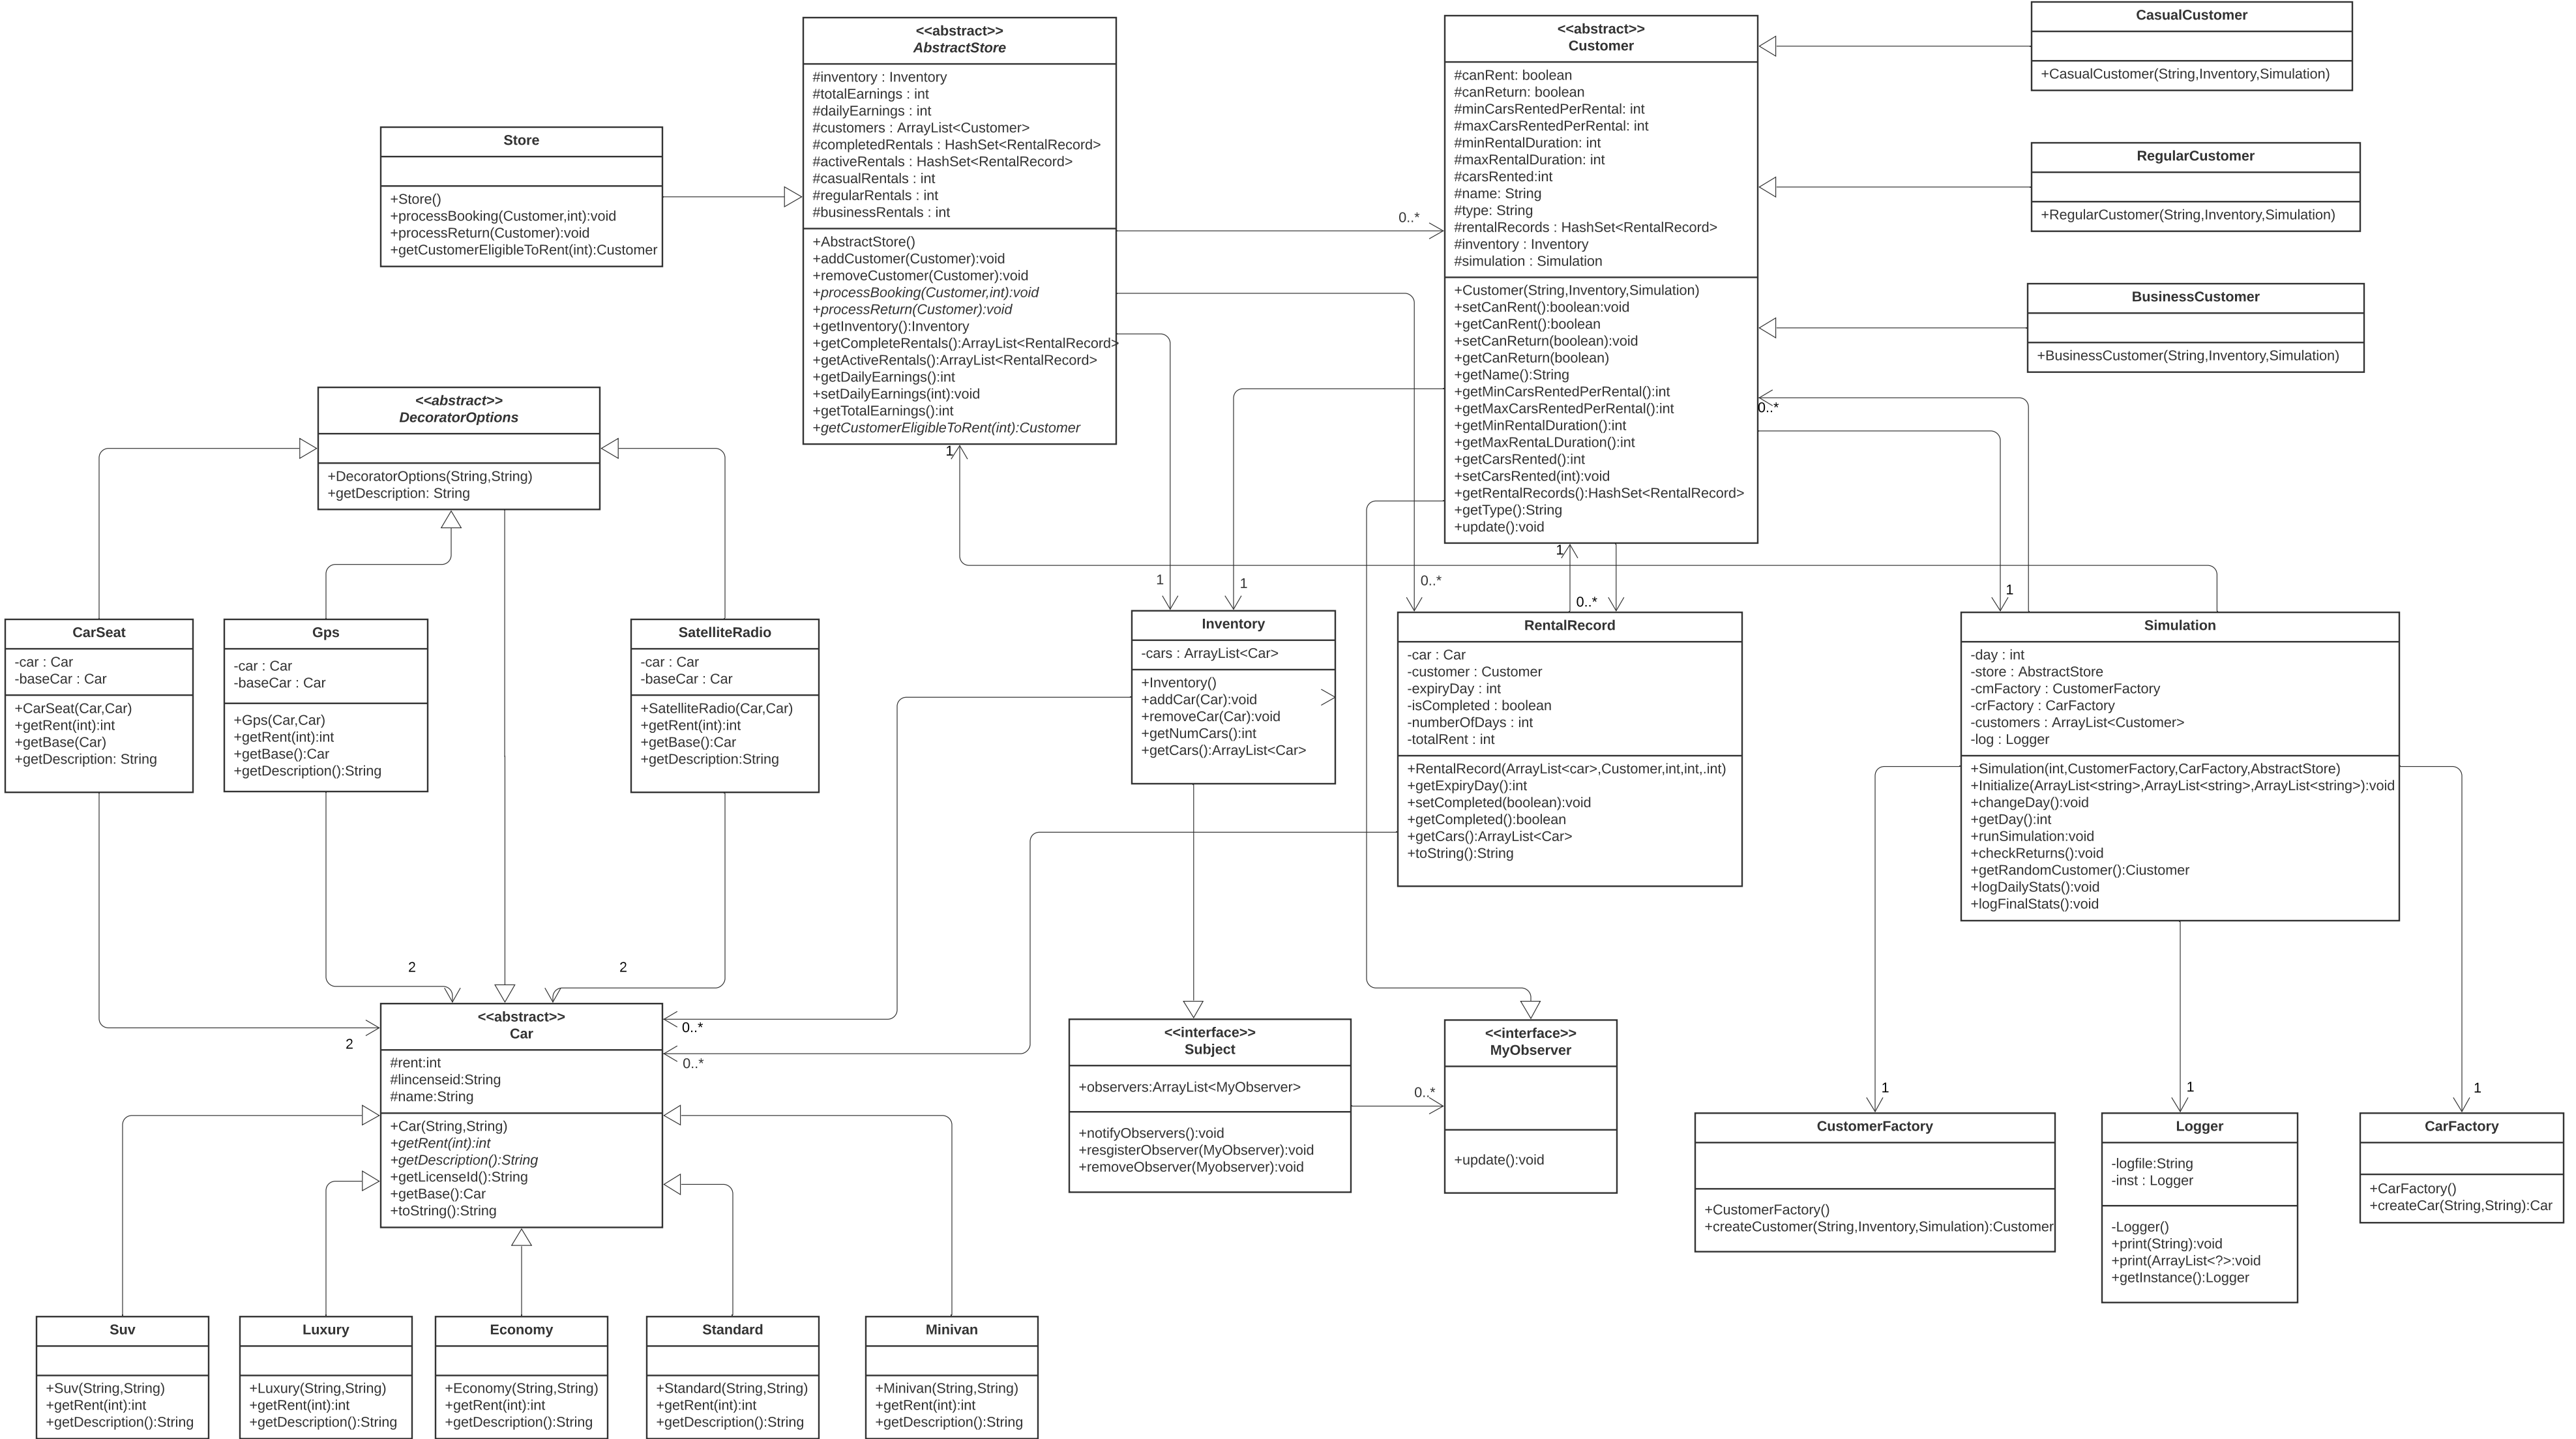 <<abstract>>
AbstractStore
#inventory : Inventory
#totalEarnings : int
#dailyEarnings : int
#customers : ArrayList<Customer>
#completedRentals : HashSet<RentalRecord>
#activeRentals : HashSet<RentalRecord>
#casualRentals : int
#regularRentals : int
#businessRentals : int
+AbstractStore()
+addCustomer(Customer):void
+removeCustomer(Customer):void
+processBooking(Customer,int):void
+processReturn(Customer):void
+getInventory():Inventory
+getCompleteRentals():ArrayList<RentalRecord>
+getActiveRentals():ArrayList<RentalRecord>
+getDailyEarnings():int
+setDailyEarnings(int):void
+getTotalEarnings():int
+getCustomerEligibleToRent(int):Customer
1
<<abstract>>
Customer
#canRent: boolean
#canReturn: boolean
#minCarsRentedPerRental: int
#maxCarsRentedPerRental: int
#minRentalDuration: int
#maxRentalDuration: int
#carsRented:int
#name: String
#type: String
#rentalRecords : HashSet<RentalRecord>
#inventory : Inventory
#simulation : Simulation
+Customer(String,Inventory,Simulation)
+setCanRent():boolean:void
+getCanRent():boolean
+setCanReturn(boolean):void
+getCanReturn(boolean)
+getName():String
+getMinCarsRentedPerRental():int
+getMaxCarsRentedPerRental():int
+getMinRentalDuration():int
+getMaxRentaLDuration():int
+getCarsRented():int
+setCarsRented(int):void
+getRentalRecords():HashSet<RentalRecord>
+getType():String
+update():void
0..*
0..*
1
CasualCustomer
+CasualCustomer(String,Inventory,Simulation)
RegularCustomer
+RegularCustomer(String,Inventory,Simulation)
BusinessCustomer
+BusinessCustomer(String,Inventory,Simulation)
Store
+Store()
+processBooking(Customer,int):void
+processReturn(Customer):void
+getCustomerEligibleToRent(int):Customer
<<abstract>>
DecoratorOptions
+DecoratorOptions(String,String)
+getDescription: String
CarSeat
-car : Car
-baseCar : Car
+CarSeat(Car,Car)
+getRent(int):int
+getBase(Car)
+getDescription: String
Gps
-car : Car
-baseCar : Car
+Gps(Car,Car)
+getRent(int):int
+getBase():Car
+getDescription():String
SatelliteRadio
-car : Car
-baseCar : Car
+SatelliteRadio(Car,Car)
+getRent(int):int
+getBase():Car
+getDescription:String
1
1
Inventory
-cars : ArrayList<Car>
+Inventory()
+addCar(Car):void
+removeCar(Car):void
+getNumCars():int
+getCars():ArrayList<Car>
0..*
0..*
RentalRecord
-car : Car
-customer : Customer
-expiryDay : int
-isCompleted : boolean
-numberOfDays : int
-totalRent : int
+RentalRecord(ArrayList<car>,Customer,int,int,.int)
+getExpiryDay():int
+setCompleted(boolean):void
+getCompleted():boolean
+getCars():ArrayList<Car>
+toString():String
1
Simulation
-day : int
-store : AbstractStore
-cmFactory : CustomerFactory
-crFactory : CarFactory
-customers : ArrayList<Customer>
-log : Logger
+Simulation(int,CustomerFactory,CarFactory,AbstractStore)
+Initialize(ArrayList<string>,ArrayList<string>,ArrayList<string>):void
+changeDay():void
+getDay():int
+runSimulation:void
+checkReturns():void
+getRandomCustomer():Ciustomer
+logDailyStats():void
+logFinalStats():void
2
2
2
<<abstract>>
Car
#rent:int
#lincenseid:String
#name:String
+Car(String,String)
+getRent(int):int
+getDescription():String
+getLicenseId():String
+getBase():Car
+toString():String
0..*
0..*
<<interface>>
Subject
+observers:ArrayList<MyObserver>
+notifyObservers():void
+resgisterObserver(MyObserver):void
+removeObserver(Myobserver):void
0..*
<<interface>>
MyObserver
+update():void
1
CustomerFactory
+CustomerFactory()
+createCustomer(String,Inventory,Simulation):Customer
1
Logger
-logfile:String
-inst : Logger
-Logger()
+print(String):void
+print(ArrayList<?>:void
+getInstance():Logger
1
CarFactory
+CarFactory()
+createCar(String,String):Car
Suv
+Suv(String,String)
+getRent(int):int
+getDescription():String
Luxury
+Luxury(String,String)
+getRent(int):int
+getDescription():String
Economy
+Economy(String,String)
+getRent(int):int
+getDescription():String
Standard
+Standard(String,String)
+getRent(int):int
+getDescription():String
Minivan
+Minivan(String,String)
+getRent(int):int
+getDescription():String